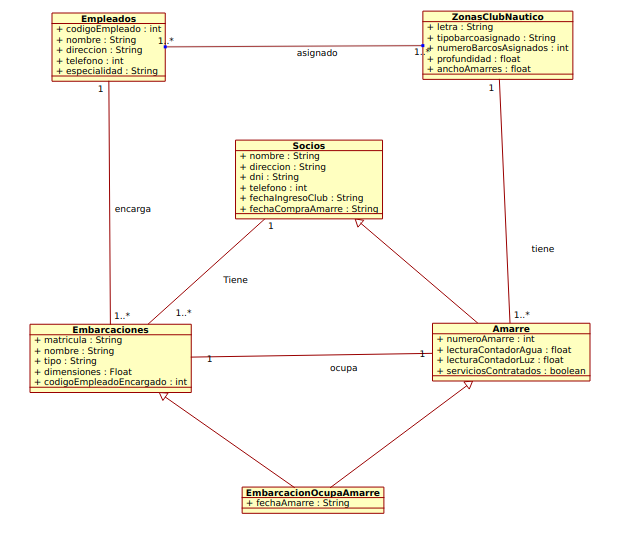 Empleados
+ codigoEmpleado : int
+ nombre : String
+ direccion : String
+ telefono : int
+ especialidad : String
1..*
asignado
1..*
ZonasClubNautico
+ letra : String
+ tipobarcoasignado : String
+ numeroBarcosAsignados : int
+ profundidad : float
+ anchoAmarres : float
1
1
Socios
+ nombre : String
+ direccion : String
+ dni : String
+ telefono : int
+ fechaIngresoClub : String
+ fechaCompraAmarre : String
1
encarga
tiene
Tiene
1..*
1..*
1..*
Embarcaciones
+ matricula : String
+ nombre : String
+ tipo : String
+ dimensiones : Float
+ codigoEmpleadoEncargado : int
1
ocupa
1
Amarre
+ numeroAmarre : int
+ lecturaContadorAgua : float
+ lecturaContadorLuz : float
+ serviciosContratados : boolean
EmbarcacionOcupaAmarre
+ fechaAmarre : String